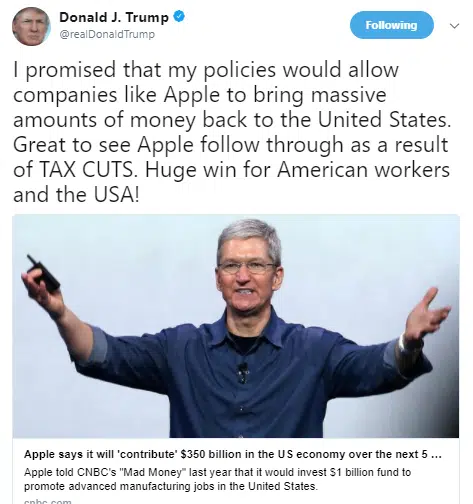 Donald J. Trump
@realDonaldTrump
Following
I promised that my policies would allow
companies like Apple to bring massive
amounts of money back to the United States.
Great to see Apple follow through as a result
of TAX CUTS. Huge win for American workers
and the USA!
Apple says it will 'contribute' $350 billion in the US economy over the next 5 ...
Apple told CNBC's "Mad Money" last year that it would invest $1 billion fund to
promote advanced manufacturing jobs in the United States.
cnbc.com